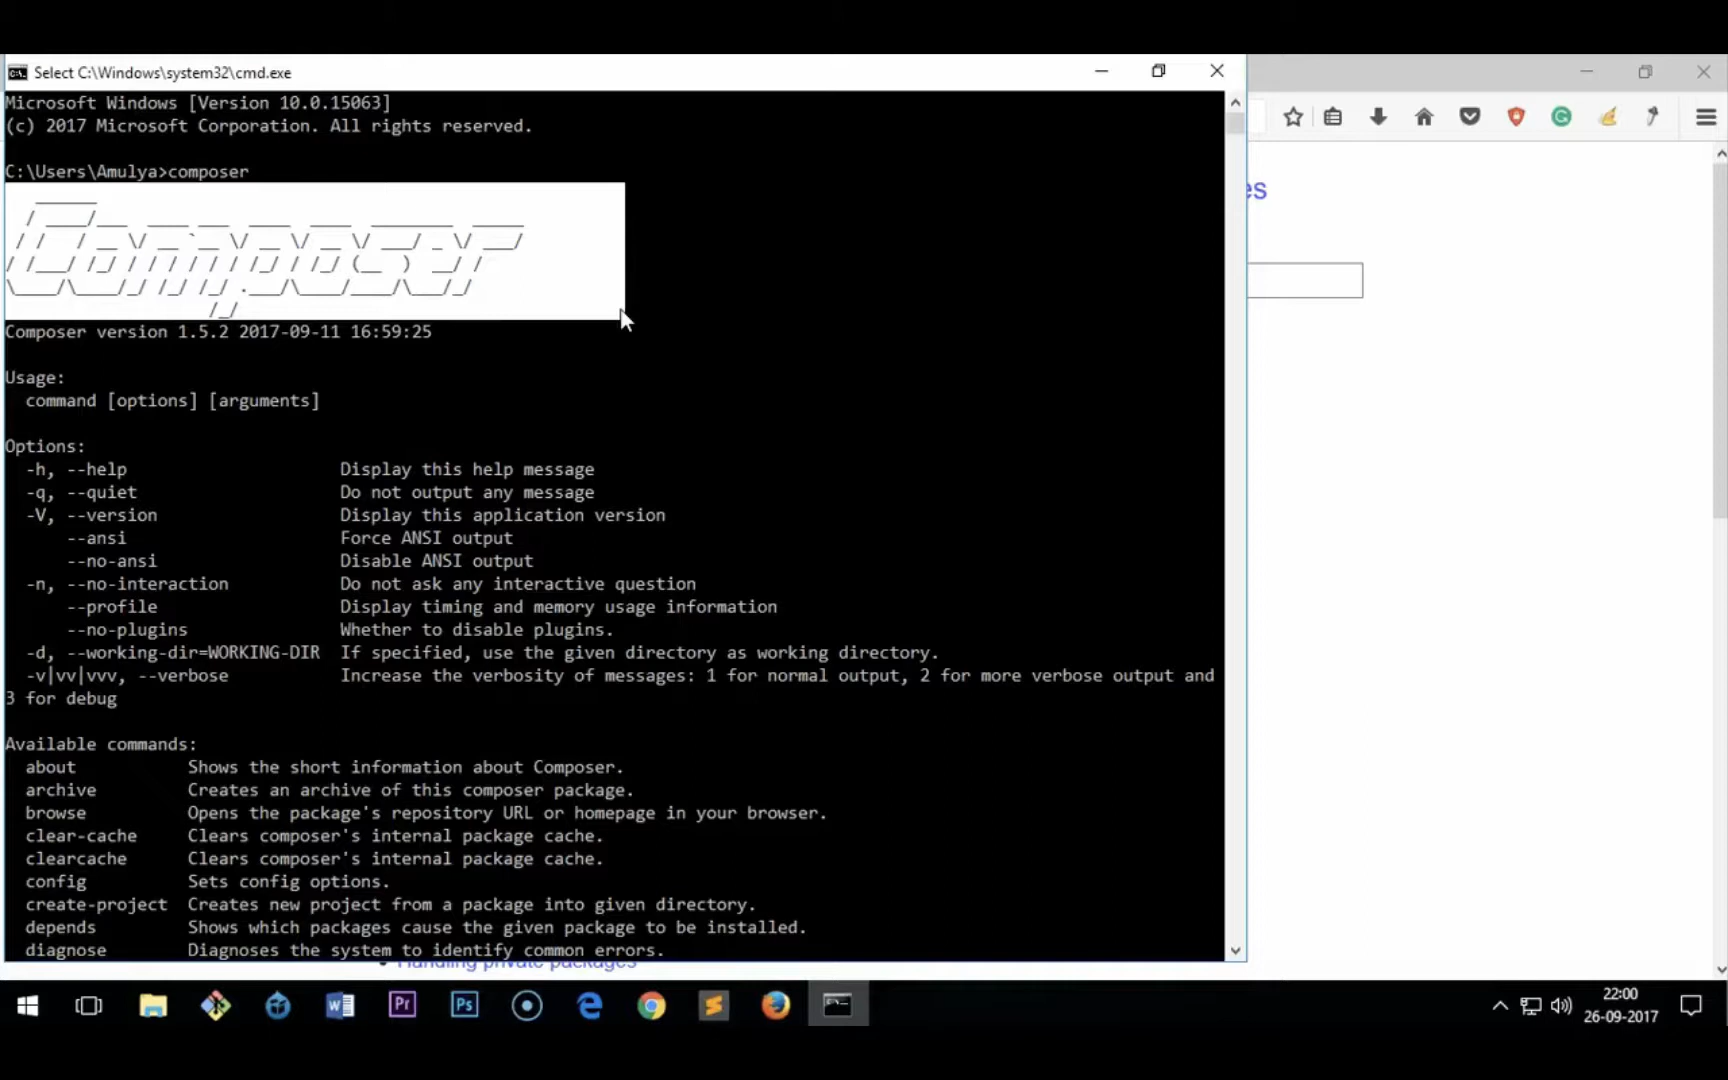 Select C:\Windows\system32\cmd.exe
Microsoft Windows [Version 10.0.15063]
(c) 2017 Microsoft Corporation. All rights reserved.
C:\Users\Amulya>composer
Composer
Composer version 1.5.2 2017-09-11 16:59:25
Usage:
command [options] [arguments]
Options:
-h, --help Display this help message
-q, --quiet Do not output any message
-V, --version Display this application version
--ansi Force ANSI output
--no-ansi Disable ANSI output
-n, --no-interaction Do not ask any interactive question
--profile Display timing and memory usage information
--no-plugins Whether to disable plugins.
-d, --working-dir=WORKING-DIR If specified, use the given directory as working directory.
-v|vv|vvv, --verbose Increase the verbosity of messages: 1 for normal output, 2 for more verbose output and
3 for debug
Available commands:
about Shows the short information about Composer.
archive Creates an archive of this composer package.
browse Opens the package's repository URL or homepage in your browser.
clear-cache Clears composer's internal package cache.
clearcache Clears composer's internal package cache.
config Sets config options.
create-project Creates new project from a package into given directory.
depends Shows which packages cause the given package to be installed.
diagnose Diagnoses the system to identify common errors.
Handling private packages
es
Pr
Ps
22:00
26-09-2017